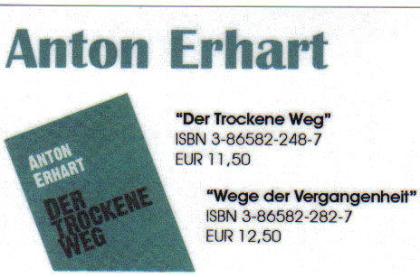 Anton Erhart
"Der Trockene Weg"
ISBN 3-86582-248-7
EUR 11,50
ANTON
ERHART
DER
TROCKENE
WEG
"Wege der Vergangenheit"
ISBN 3-86582-282-7
EUR 12,50